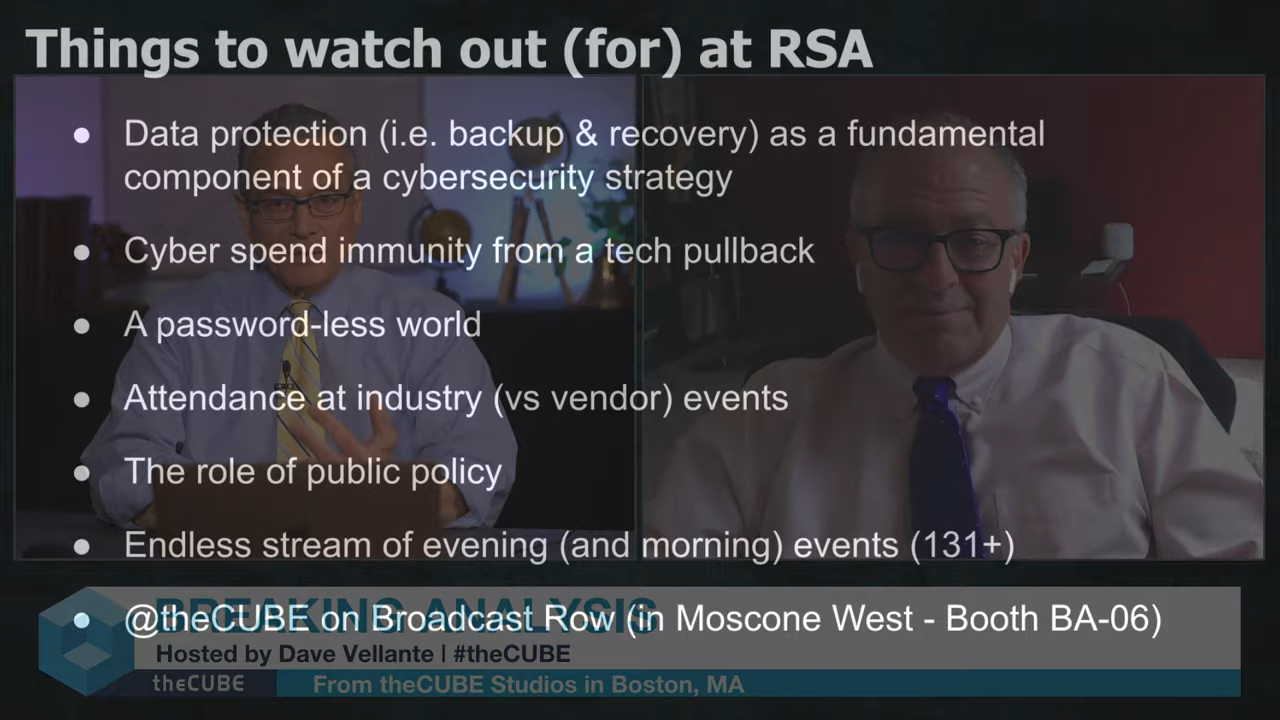 Things to watch out (for) at RSA
● Data protection (i.e. backup & recovery) as a fundamental
component of a cybersecurity strategy
● Cyber spend immunity from a tech pullback
● A password-less world
● Attendance at industry (vs vendor) events
● The role of public policy
● Endless stream of evening (and morning) events (131+)
● @theCUBE on Broadcast Row (in Moscone West - Booth BA-06)
BREAKING ANALYSIS
Hosted by Dave Vellante | #theCUBE
theCUBE From theCUBE Studios in Boston, MA